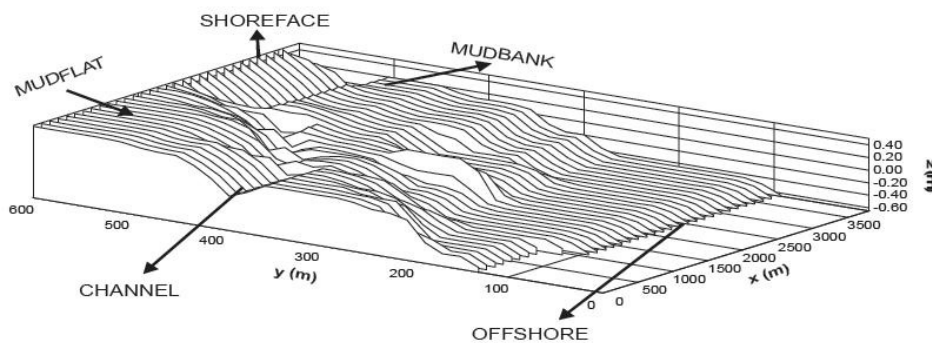 SHOREFACE
MUDBANK
MUDFLAT
CHANNEL
OFFSHORE
0.40
0.20
0.00
-0.20
-0.40
-0.60
z(m)
600
500
400
300
200
100
0
y (m)
0
500
1000
1500
2000
2500
3000
3500
x (m)